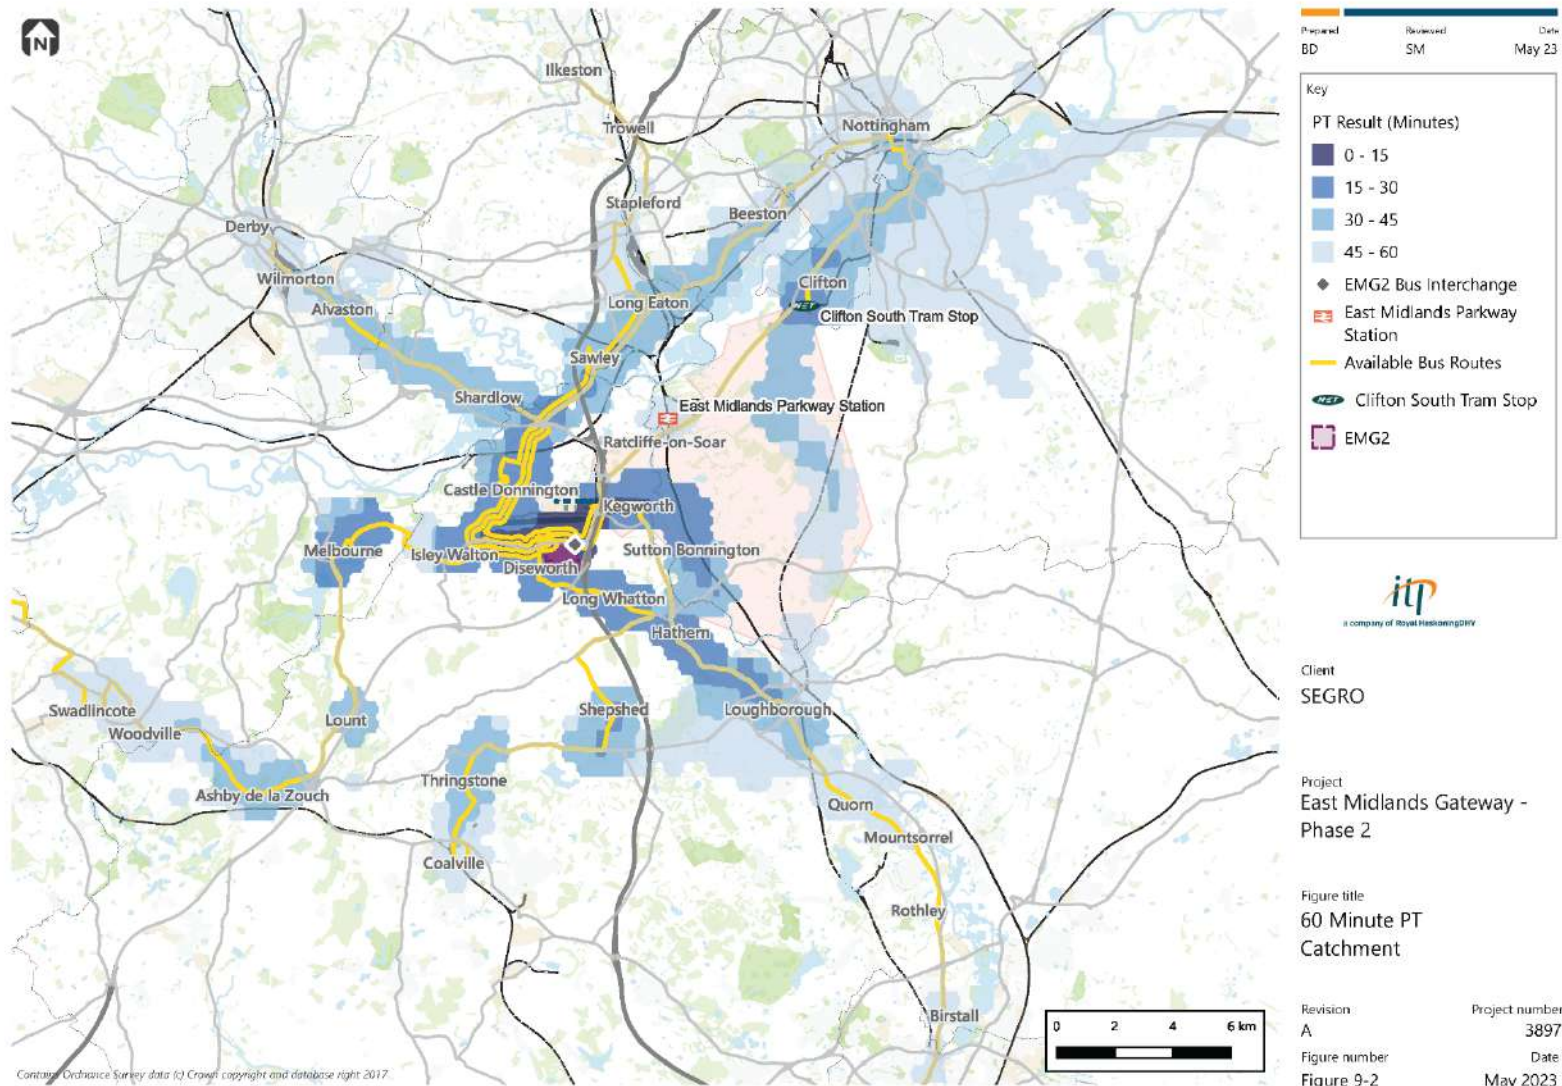 N
Ilkeston
Trowell
Nottingham
Stapleford
Beeston
Derby
Wilmorton
Alvaston
Long Eaton
Clifton
Clifton South Tram Stop
Sawley
Shardlow
East Midlands Parkway Station
Ratcliffe-on-Soar
Castle Donnington
Kegworth
Melbourne
Isley Walton
Sutton Bonnington
Diseworth
Long Whatton
Hathern
Swadlincote
Woodville
Lount
Shepshed
Loughborough
Thringstone
Ashby de la Zouch
Quorn
Mountsorrel
Coalville
Rothley
Birstall
0 2 4 6 km
Contains Ordnance Survey data (c) Crown copyright and database right 2017
Prepared Reviewed Date
BD SM May 23
Key
PT Result (Minutes)
0 - 15
15 - 30
30 - 45
45 - 60
EMG2 Bus Interchange
East Midlands Parkway
Station
Available Bus Routes
NET Clifton South Tram Stop
EMG2
itp
a company of Royal HaskoningDHV
Client
SEGRO
Project
East Midlands Gateway -
Phase 2
Figure title
60 Minute PT
Catchment
Revision Project number
A 3897
Figure number Date
Figure 9-2 May 2023